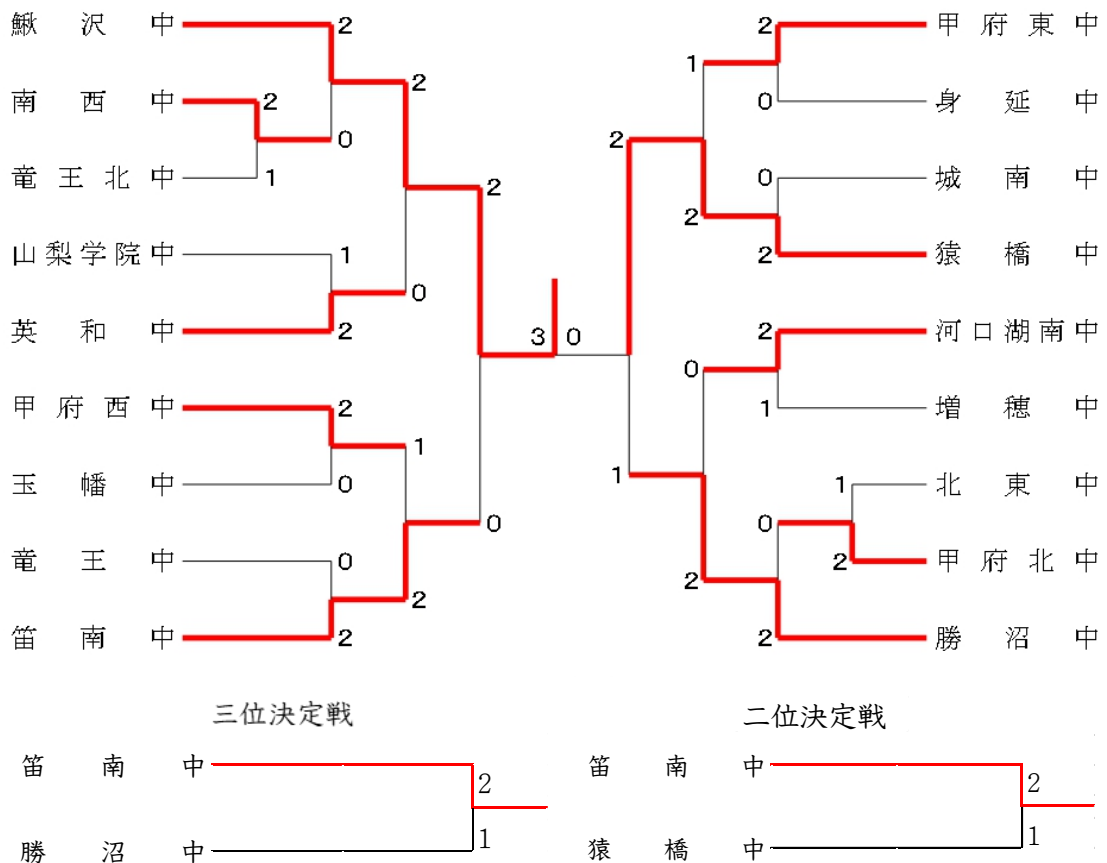 鰍沢中 2 2 甲府東中
1 2
南西中 2 0 身延中
0 2
竜王北中 1 0 城南中
2 2
山梨学院中 1 2 猿橋中
0
英和中 2 3 0 2 河口湖南中
0
甲府西中 2 1 増穂中
1 1
玉幡中 0 1 北東中
0 0
竜王中 0 2 甲府北中
2 2
笛南中 2 2 勝沼中
三位決定戦
笛南中
2
1
勝沼中
二位決定戦
笛南中
2
1
猿橋中